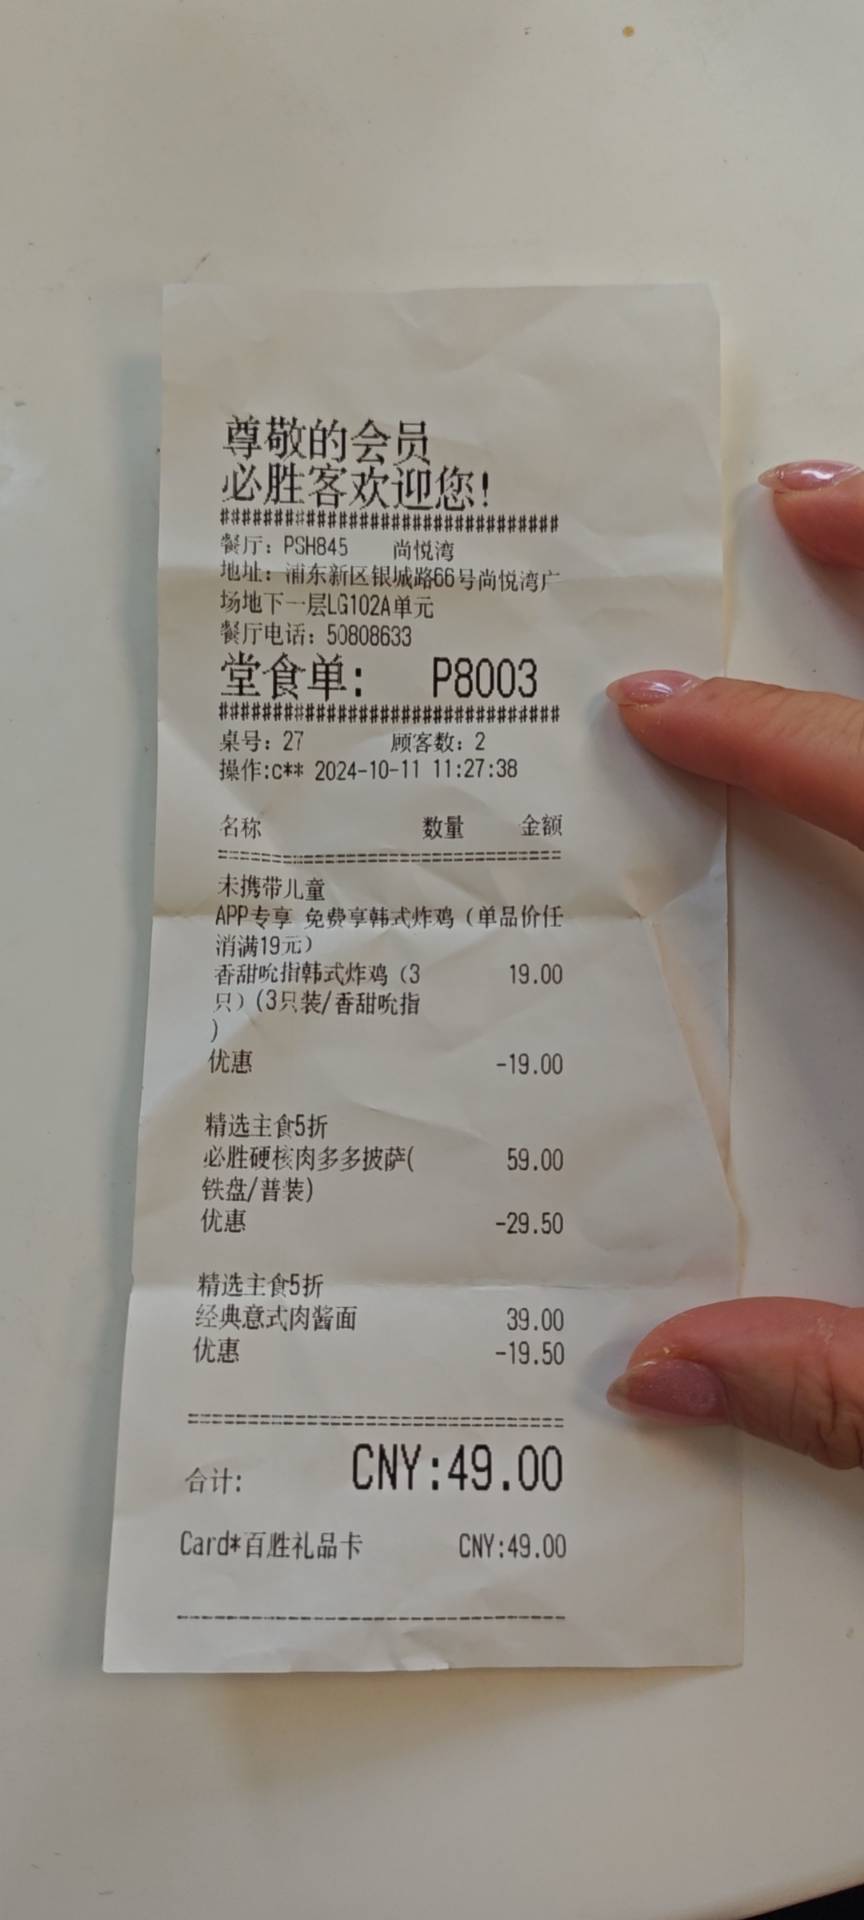 尊敬的会员
必胜客欢迎您!
####################################
餐厅: PSH845 尚悦湾
地址: 浦东新区银城路66号尚悦湾广
场地下一层LG102A单元
餐厅电话: 50808633
堂食单: P8003
####################################
桌号: 27 顾客数: 2
操作:c** 2024-10-11 11:27:38
名称 数量 金额
====================================
未携带儿童
APP专享 免费享韩式炸鸡（单品价任
消满19元）
香甜吮指韩式炸鸡（3 19.00
只）(3只装/香甜吮指
)
优惠 -19.00
精选主食5折
必胜硬核肉多多披萨( 59.00
铁盘/普装)
优惠 -29.50
精选主食5折
经典意式肉酱面 39.00
优惠 -19.50
====================================
合计: CNY:49.00
Card*百胜礼品卡 CNY:49.00
------------------------------------